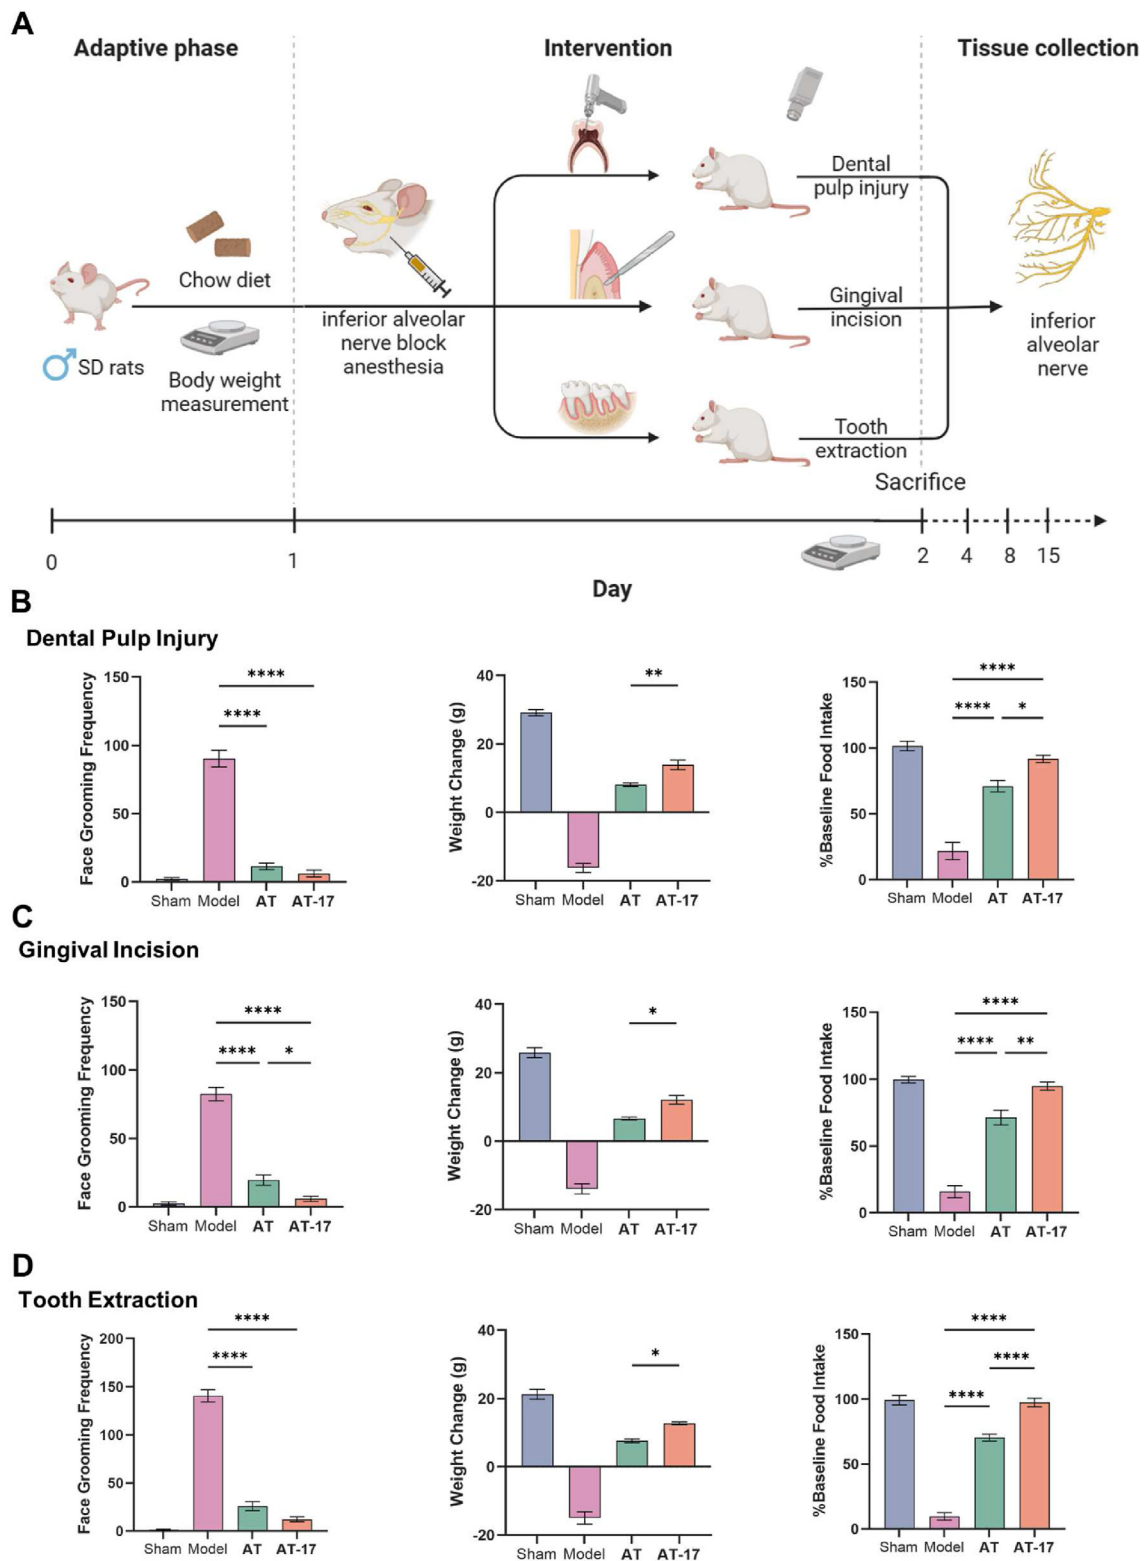 A
Adaptive phase
Intervention
Tissue collection
Chow diet
SD rats
Body weight
measurement
inferior alveolar
nerve block
anesthesia
Dental
pulp injury
Gingival
incision
Tooth
extraction
inferior
alveolar
nerve
Sacrifice
0
1
2
4
8
15
Day
B
Dental Pulp Injury
Face Grooming Frequency
150
100
50
0
****
****
Sham Model AT AT-17
Weight Change (g)
40
20
0
-20
**
Sham Model AT AT-17
%Baseline Food Intake
150
100
50
0
****
**** *
Sham Model AT AT-17
C
Gingival Incision
Face Grooming Frequency
150
100
50
0
****
**** *
Sham Model AT AT-17
Weight Change (g)
40
20
0
-20
*
Sham Model AT AT-17
%Baseline Food Intake
150
100
50
0
****
**** **
Sham Model AT AT-17
D
Tooth Extraction
Face Grooming Frequency
200
150
100
50
0
****
****
Sham Model AT AT-17
Weight Change (g)
40
20
0
-20
*
Sham Model AT AT-17
%Baseline Food Intake
150
100
50
0
****
****
****
Sham Model AT AT-17